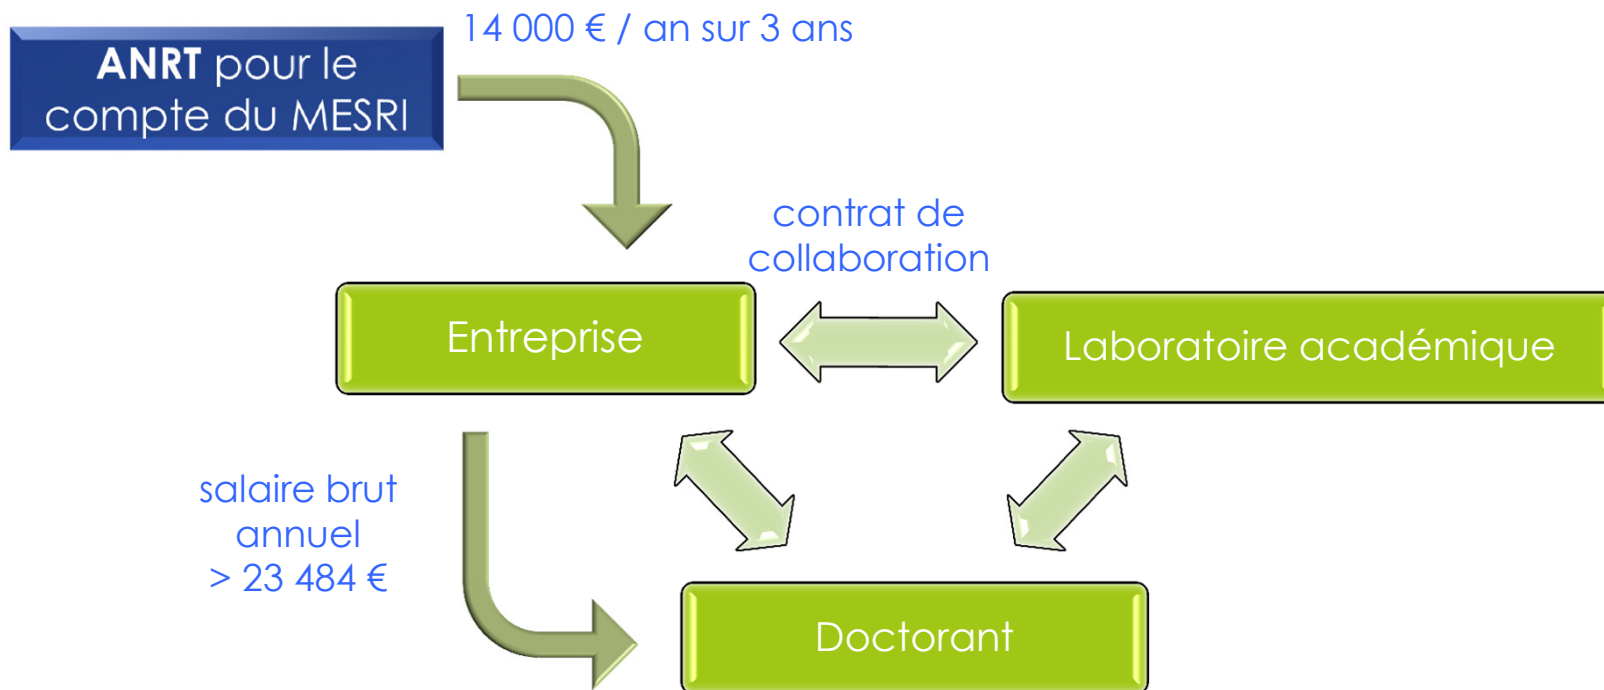 14 000 € / an sur 3 ans
ANRT pour le
compte du MESRI
contrat de
collaboration
Entreprise
Laboratoire académique
salaire brut
annuel
> 23 484 €
Doctorant